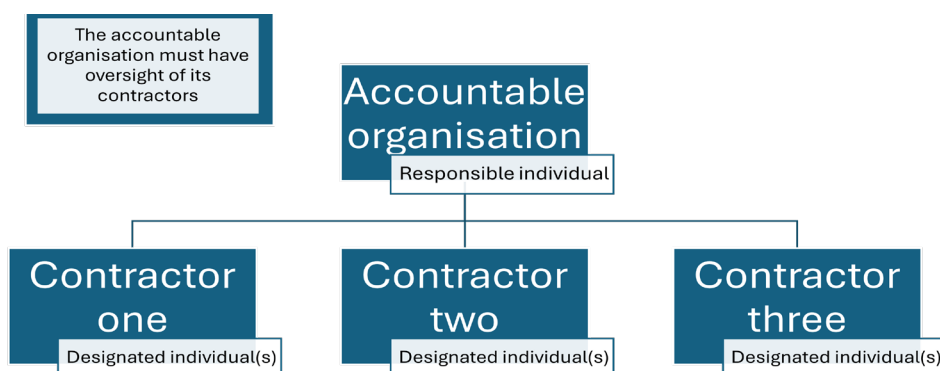 The accountable
organisation must have
oversight of its
contractors
Accountable
organisation
Responsible individual
Contractor
one
Designated individual(s)
Contractor
two
Designated individual(s)
Contractor
three
Designated individual(s)